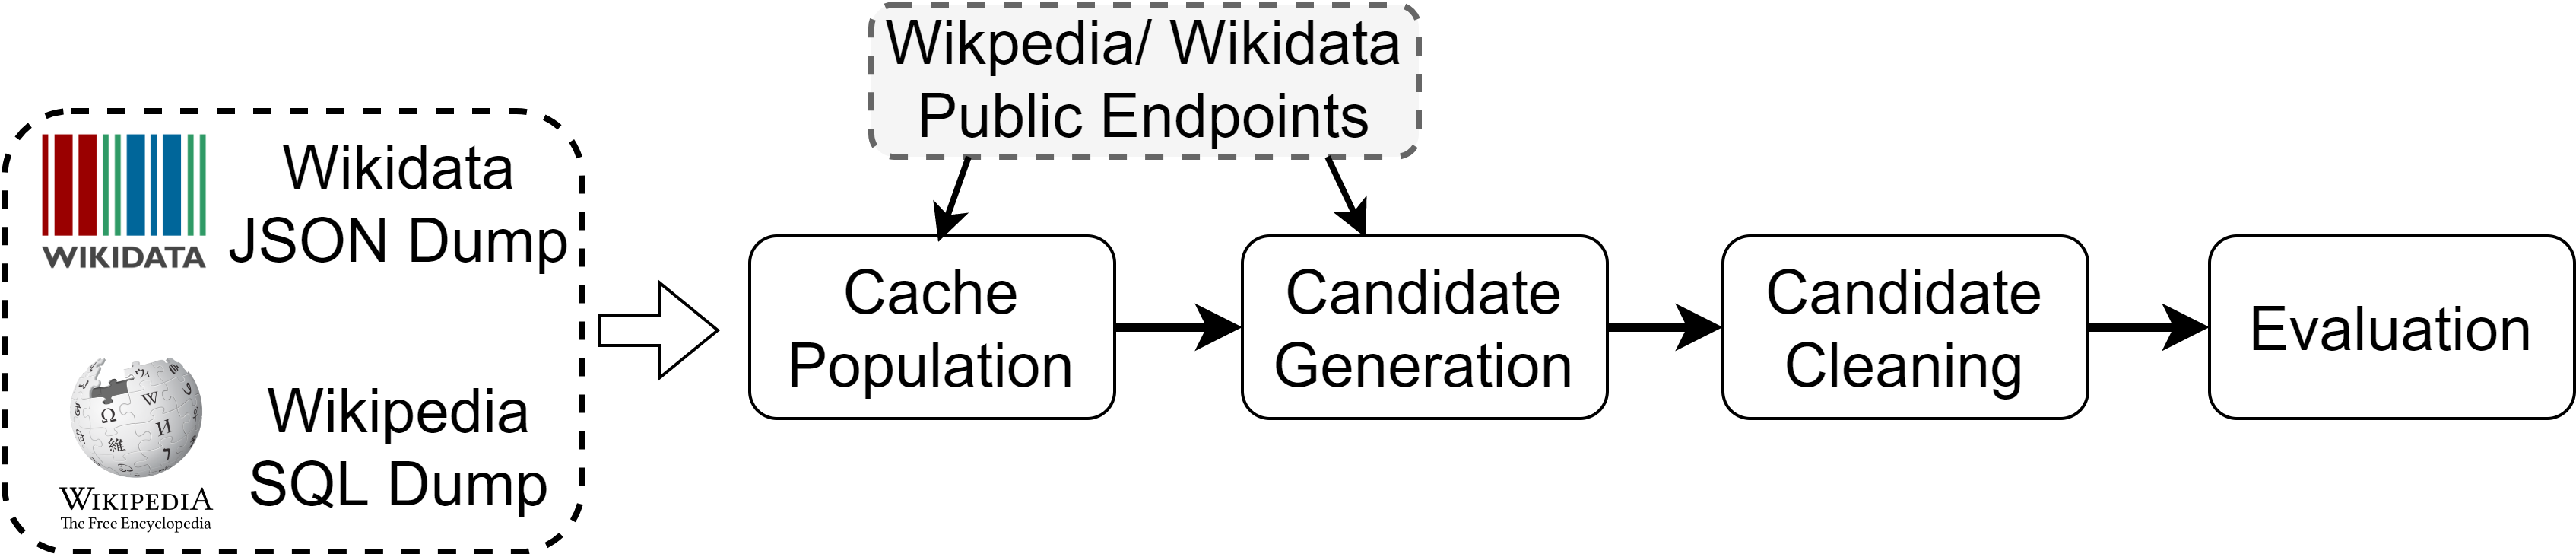 Wikpedia/ Wikidata
Public Endpoints
WIKIDATA
Wikidata
JSON Dump
Ω
W
И
維
WIKIPEDIA
The Free Encyclopedia
Wikipedia
SQL Dump
Cache
Population
Candidate
Generation
Candidate
Cleaning
Evaluation